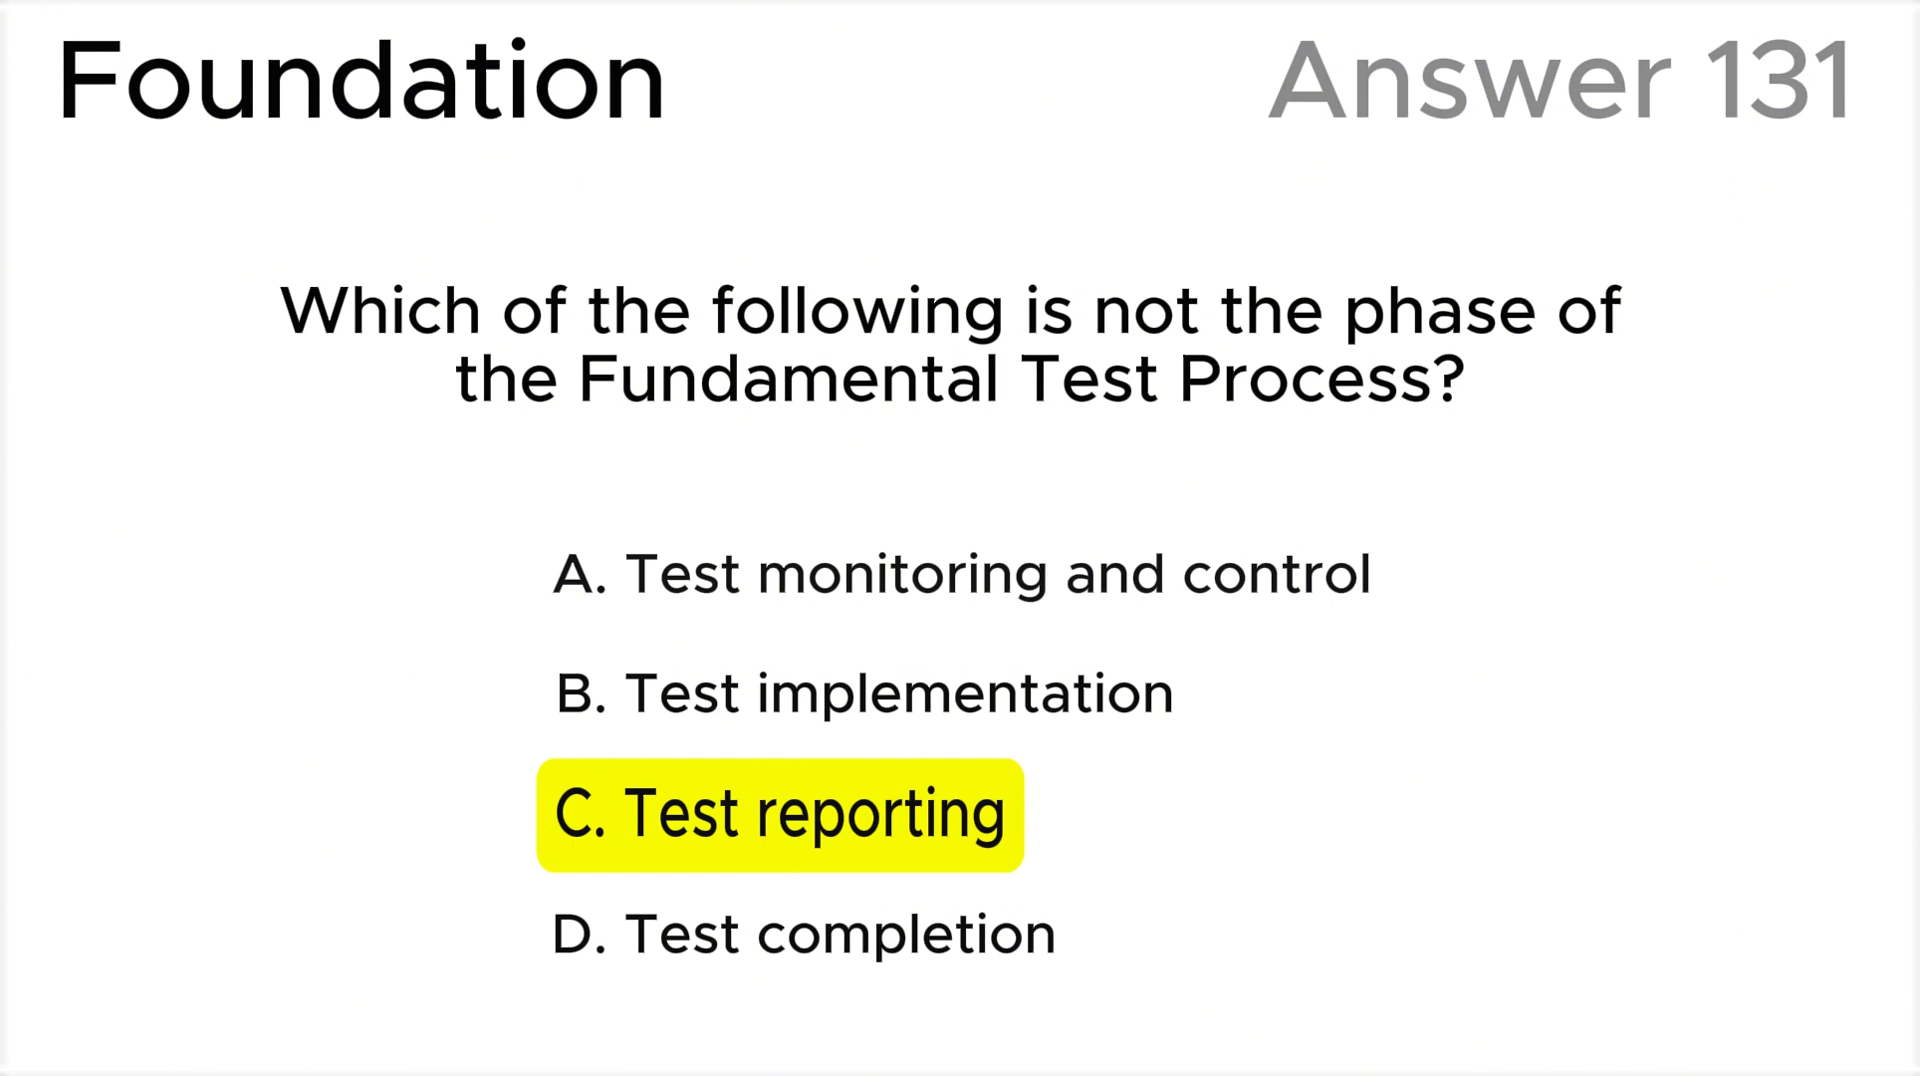 Foundation
Answer 131
Which of the following is not the phase of
the Fundamental Test Process?
A. Test monitoring and control
B. Test implementation
C. Test reporting
D. Test completion